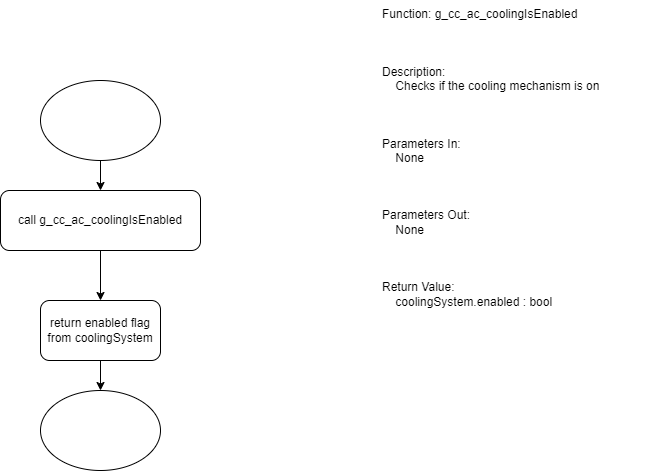 Function: g_cc_ac_coolingIsEnabled
Description:
Checks if the cooling mechanism is on
Parameters In:
None
Parameters Out:
None
Return Value:
coolingSystem.enabled : bool
call g_cc_ac_coolingIsEnabled
return enabled flag
from coolingSystem